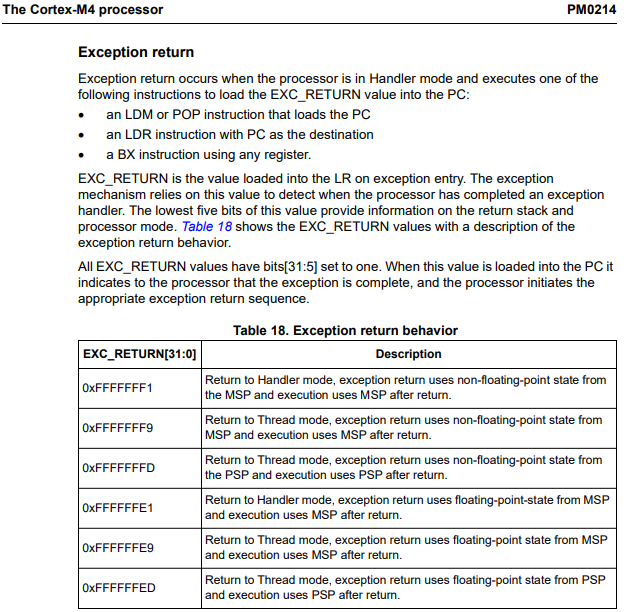 The Cortex-M4 processor PM0214
Exception return
Exception return occurs when the processor is in Handler mode and executes one of the
following instructions to load the EXC_RETURN value into the PC:
• an LDM or POP instruction that loads the PC
• an LDR instruction with PC as the destination
• a BX instruction using any register.
EXC_RETURN is the value loaded into the LR on exception entry. The exception
mechanism relies on this value to detect when the processor has completed an exception
handler. The lowest five bits of this value provide information on the return stack and
processor mode. Table 18 shows the EXC_RETURN values with a description of the
exception return behavior.
All EXC_RETURN values have bits[31:5] set to one. When this value is loaded into the PC it
indicates to the processor that the exception is complete, and the processor initiates the
appropriate exception return sequence.
Table 18. Exception return behavior
EXC_RETURN[31:0] Description
0xFFFFFFF1 Return to Handler mode, exception return uses non-floating-point state from
the MSP and execution uses MSP after return.
0xFFFFFFF9 Return to Thread mode, exception return uses non-floating-point state from
MSP and execution uses MSP after return.
0xFFFFFFFD Return to Thread mode, exception return uses non-floating-point state from
the PSP and execution uses PSP after return.
0xFFFFFFE1 Return to Handler mode, exception return uses floating-point-state from MSP
and execution uses MSP after return.
0xFFFFFFE9 Return to Thread mode, exception return uses floating-point state from MSP
and execution uses MSP after return.
0xFFFFFFED Return to Thread mode, exception return uses floating-point state from PSP
and execution uses PSP after return.